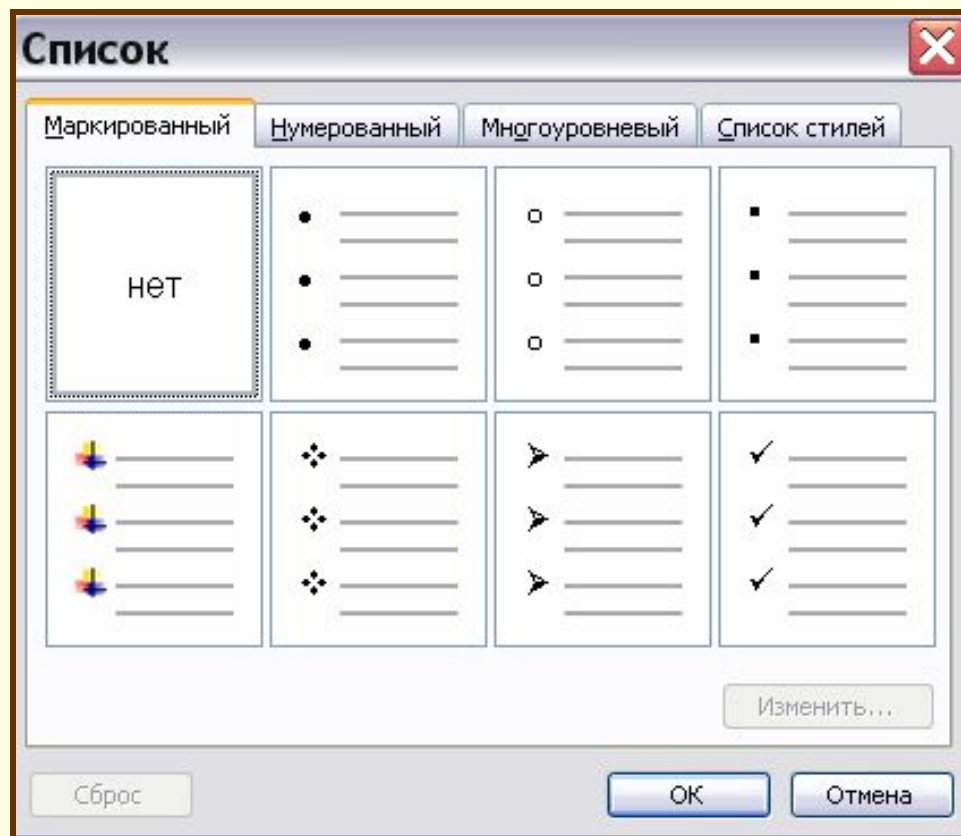 Список
Маркированный Нумерованный Многоуровневый Список стилей
нет
Изменить...
Сброс ОК Отмена